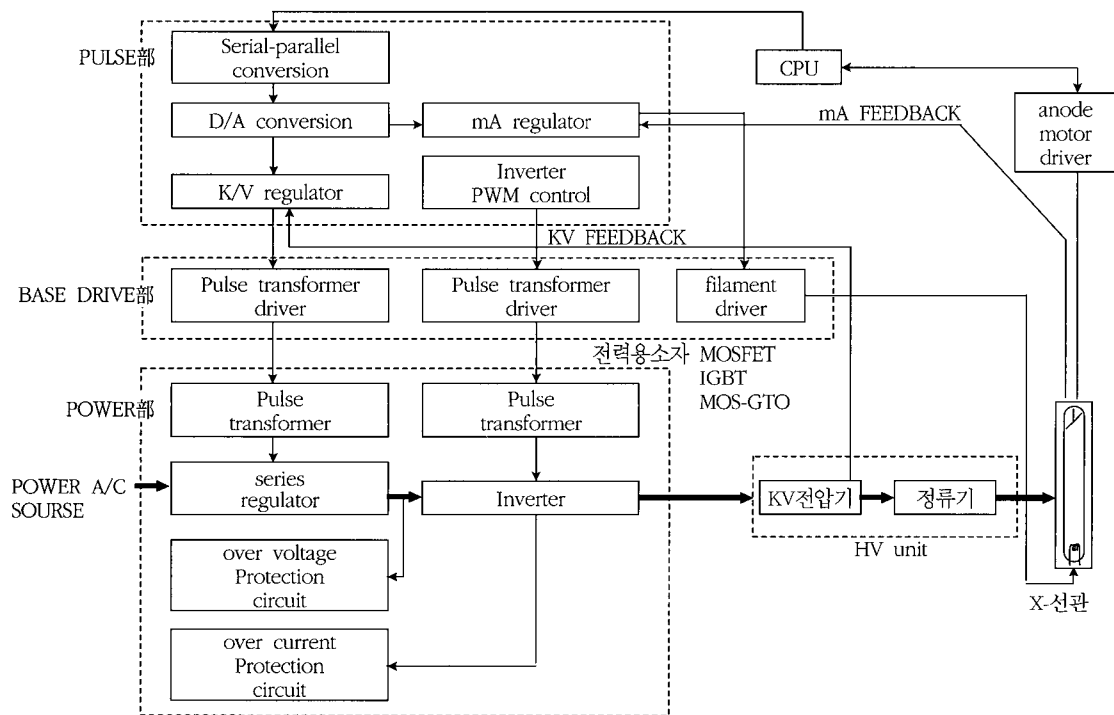 PULSE部
Serial-parallel
conversion
CPU
D/A conversion
mA regulator
mA FEEDBACK
anode
motor
driver
K/V regulator
Inverter
PWM control
KV FEEDBACK
BASE DRIVE部
Pulse transformer
driver
Pulse transformer
driver
filament
driver
전력용소자 MOSFET
IGBT
MOS-GTO
POWER部
Pulse
transformer
Pulse
transformer
POWER A/C
SOURSE
series
regulator
Inverter
KV전압기
정류기
HV unit
over voltage
Protection
circuit
X-선관
over current
Protection
circuit